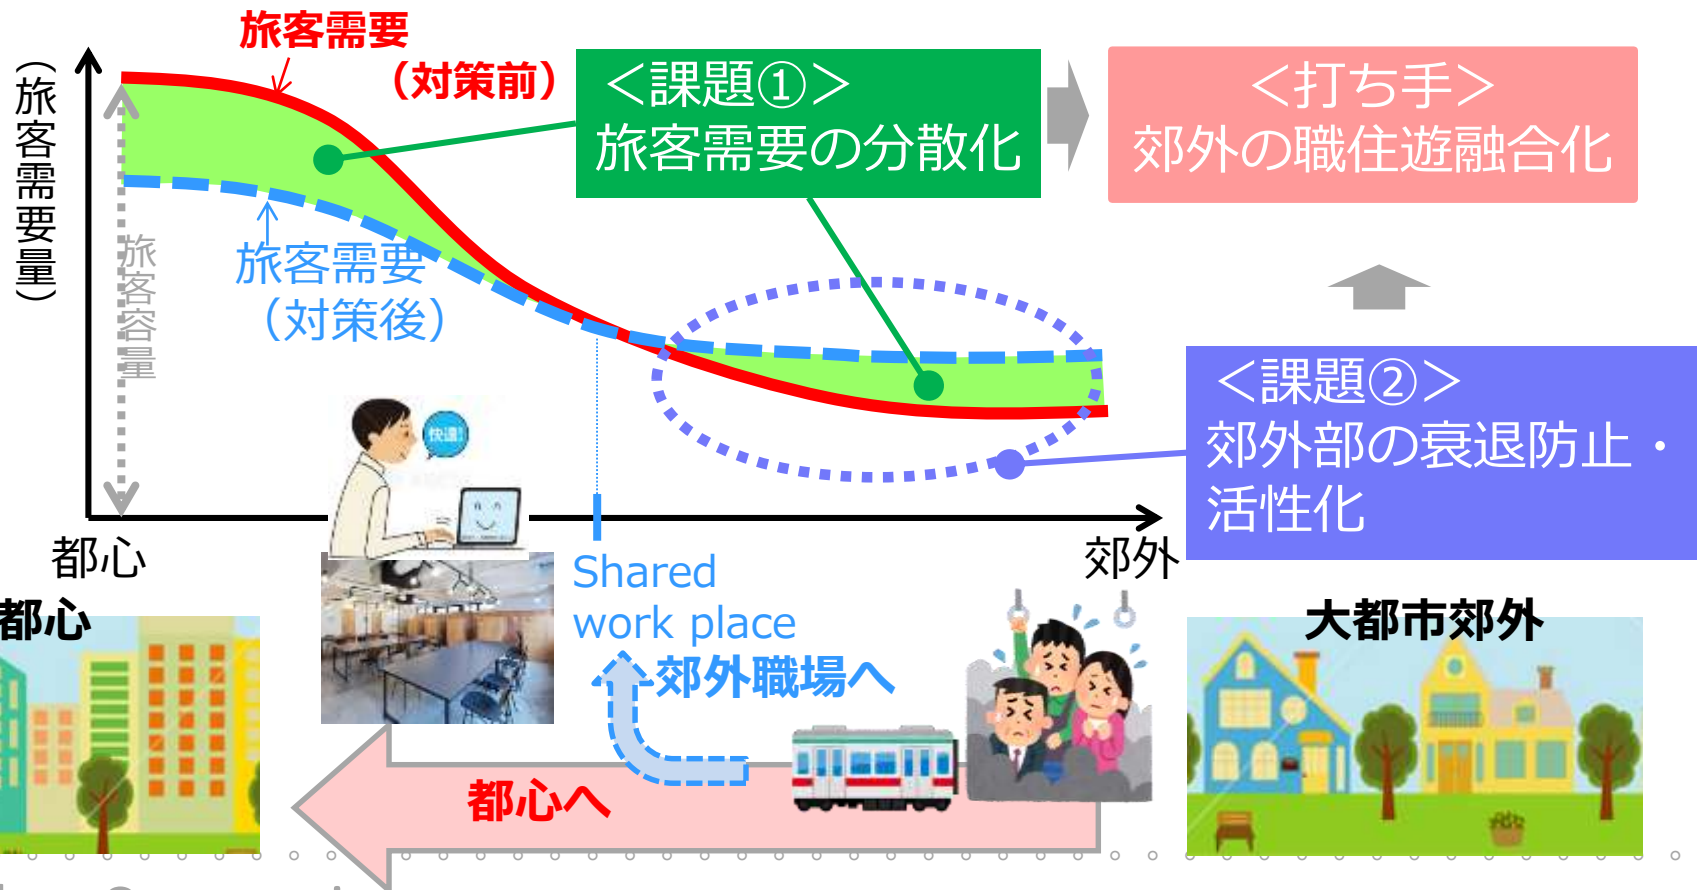 旅客需要
（対策前）
（旅客需要量）
＜課題①＞
旅客需要の分散化
＜打ち手＞
郊外の職住遊融合化
旅客容量
旅客需要
（対策後）
＜課題②＞
郊外部の衰退防止・
活性化
快適!
都心
郊外
Shared
work place
都心
大都市郊外
郊外職場へ
都心へ